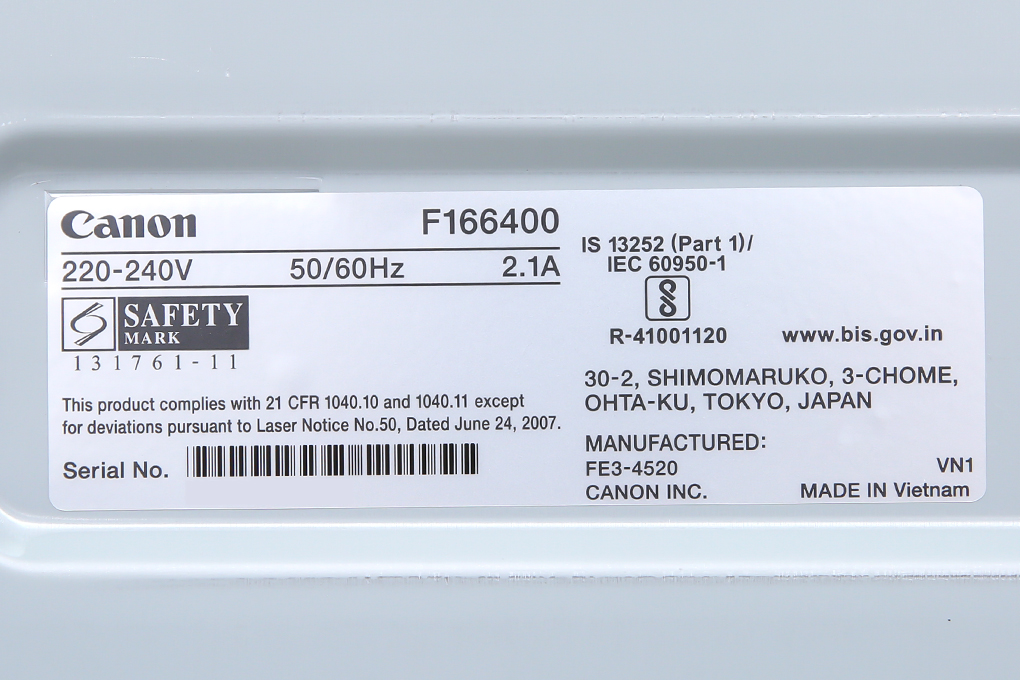 Canon F166400
220-240V 50/60Hz 2.1A
SAFETY
MARK
131761-11
This product complies with 21 CFR 1040.10 and 1040.11 except
for deviations pursuant to Laser Notice No.50, Dated June 24, 2007.
Serial No.
IS 13252 (Part 1)/
IEC 60950-1
R-41001120 www.bis.gov.in
30-2, SHIMOMARUKO, 3-CHOME,
OHTA-KU, TOKYO, JAPAN
MANUFACTURED:
FE3-4520 VN1
CANON INC. MADE IN Vietnam